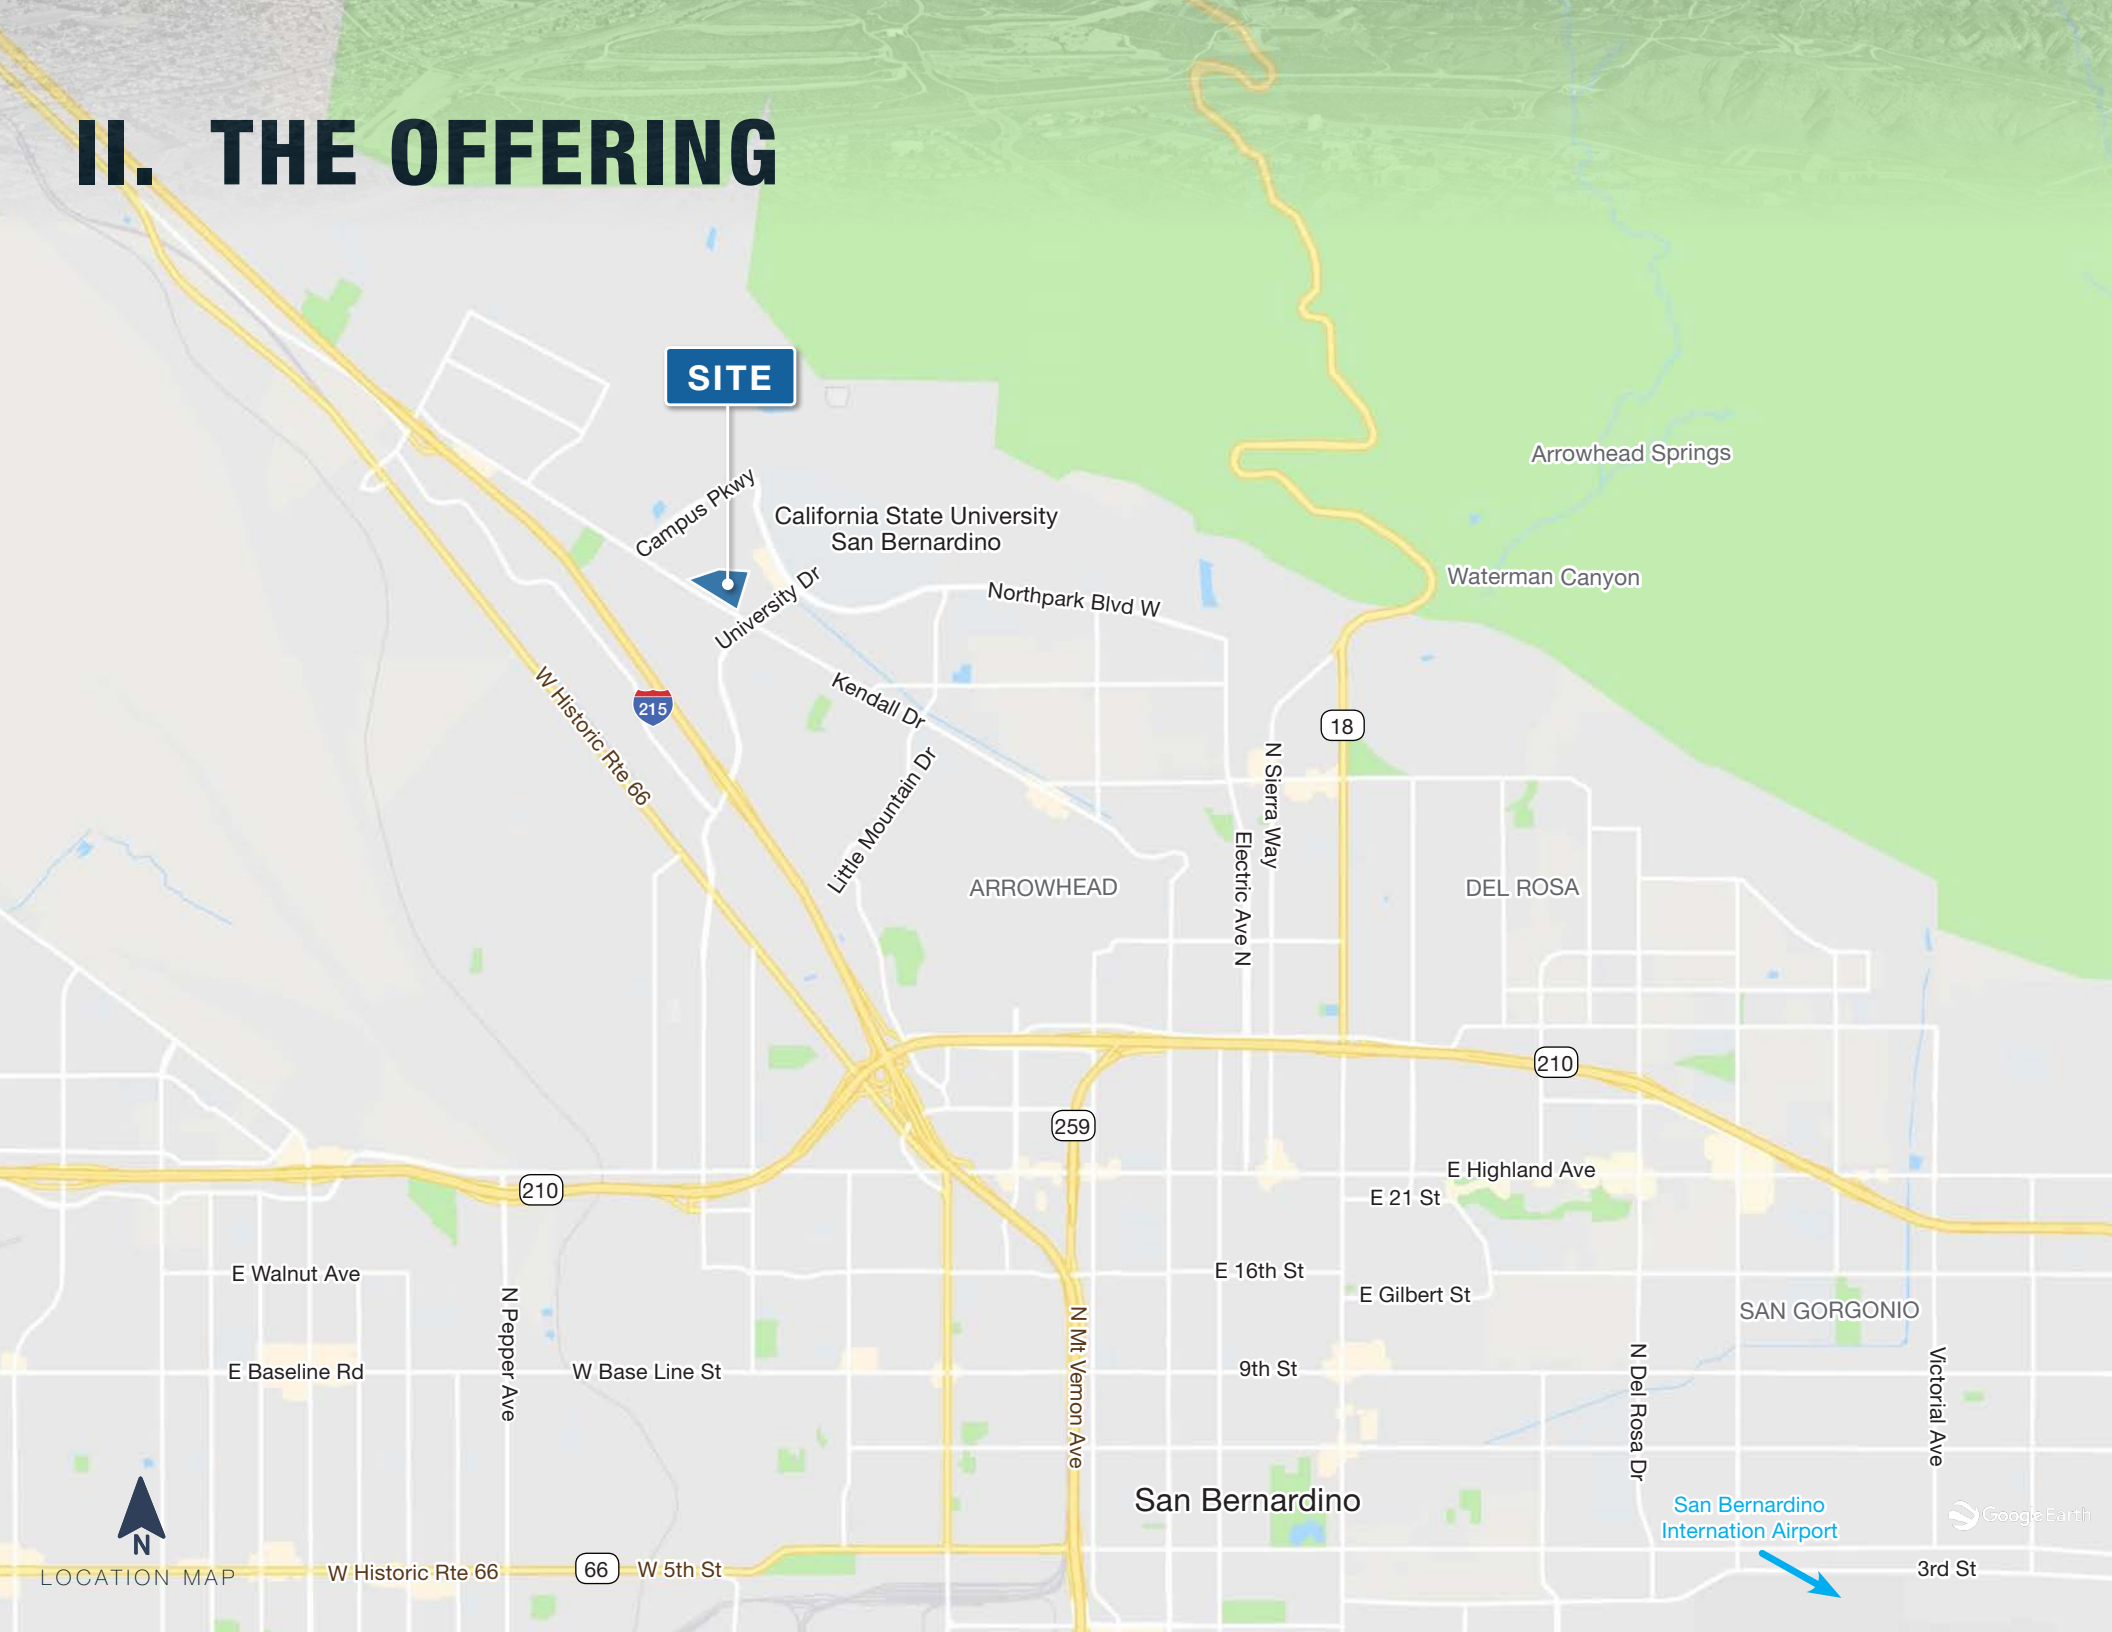 II. THE OFFERING
SITE
Campus Pkwy
California State University
San Bernardino
University Dr
Northpark Blvd W
Arrowhead Springs
Waterman Canyon
Kendall Dr
W Historic Rte 66
215
18
N Sierra Way
Little Mountain Dr
Electric Ave N
ARROWHEAD
DEL ROSA
210
259
E Highland Ave
210
E 21 St
E Walnut Ave
E 16th St
E Gilbert St
N Pepper Ave
N Mt Vernon Ave
SAN GORGONIO
E Baseline Rd
W Base Line St
9th St
N Del Rosa Dr
Victorial Ave
San Bernardino
San Bernardino
Internation Airport
Google Earth
N
LOCATION MAP
W Historic Rte 66
66
W 5th St
3rd St